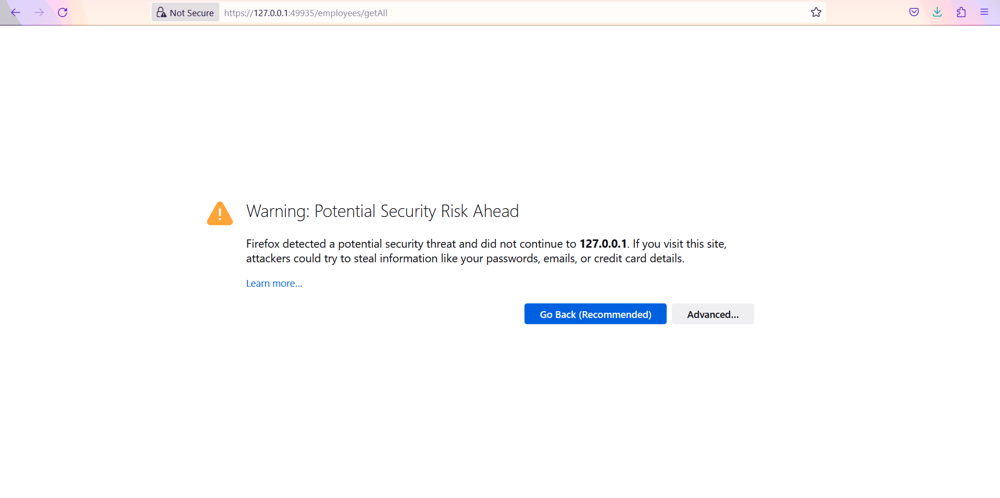 Not Secure https://127.0.0.1:49935/employees/getAll
Warning: Potential Security Risk Ahead
Firefox detected a potential security threat and did not continue to 127.0.0.1. If you visit this site,
attackers could try to steal information like your passwords, emails, or credit card details.
Learn more...
Go Back (Recommended) Advanced...